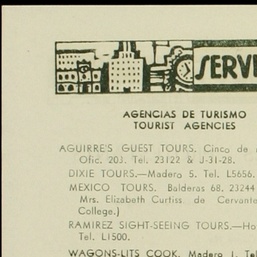 SERV
AGENCIAS DE TURISMO
TOURIST AGENCIES
AGUIRRE'S GUEST TOURS. Cinco de
Ofic. 203. Tel. 23122 & J-31-28.
DIXIE TOURS.—Madero 5. Tel. L5656.
MEXICO TOURS. Balderas 68. 23244
Mrs. Elizabeth Curtiss de Cervante
College.)
RAMIREZ SIGHT-SEEING TOURS.—Ho
Tel. L1500.
WAGONS-LITS COOK. Madero 1. Tel